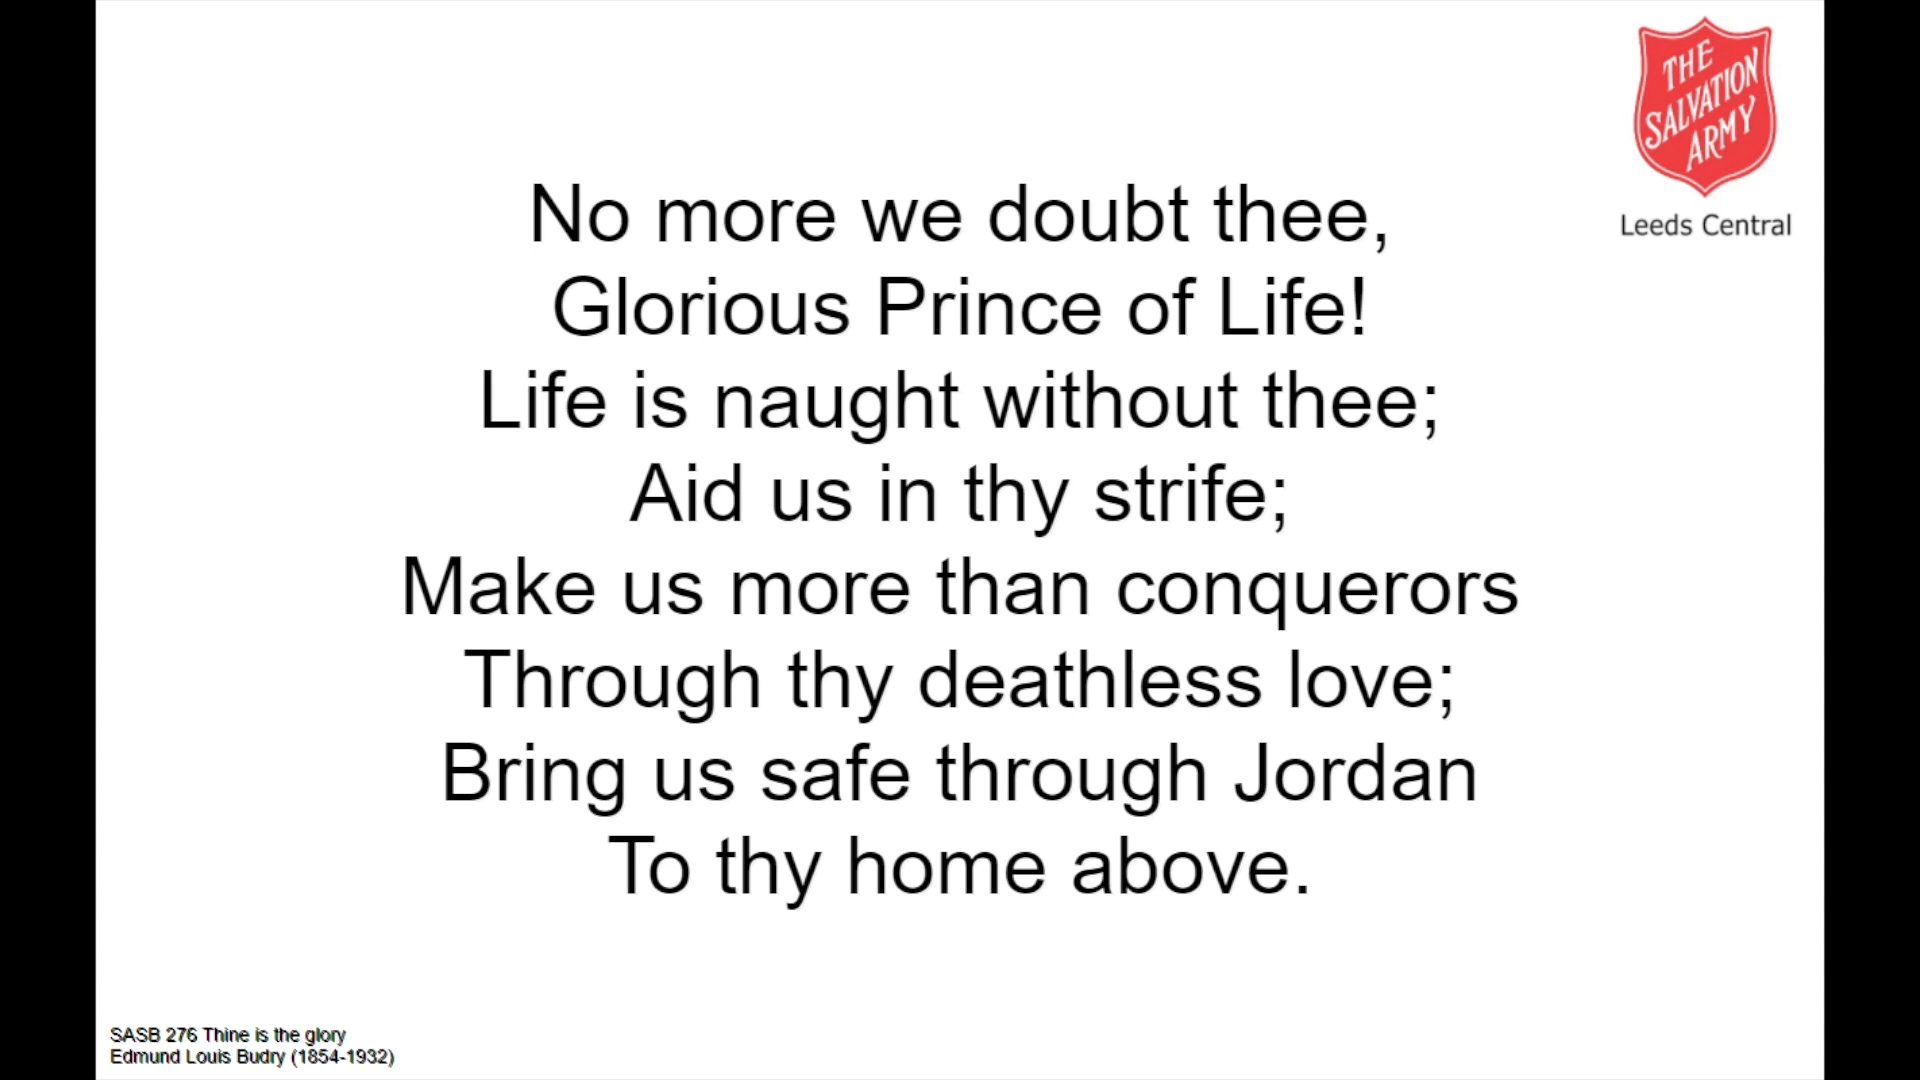 THE
SALVATION
ARMY
Leeds Central
No more we doubt thee,
Glorious Prince of Life!
Life is naught without thee;
Aid us in thy strife;
Make us more than conquerors
Through thy deathless love;
Bring us safe through Jordan
To thy home above.
SASB 276 Thine is the glory
Edmund Louis Budry (1854-1932)